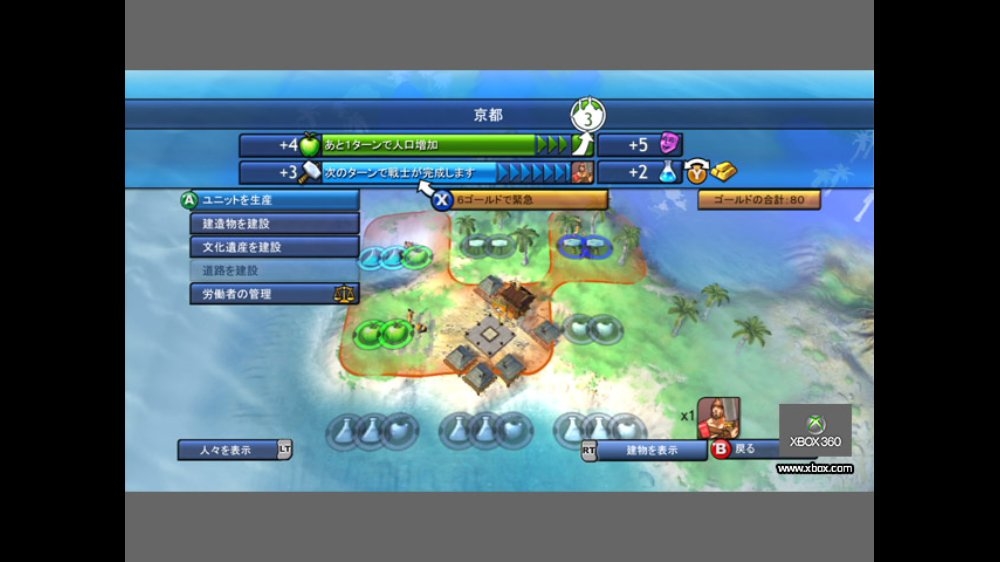 京都
3
+4 あと1ターンで人口増加 +5
+3 次のターンで戦士が完成します +2
A ユニットを生産 X 6ゴールドで緊急 ゴールドの合計:80
建造物を建設
文化遺産を建設
道路を建設
労働者の管理
x1
人々を表示 LT RT 建物を表示 B 戻る
XBOX 360
www.xbox.com